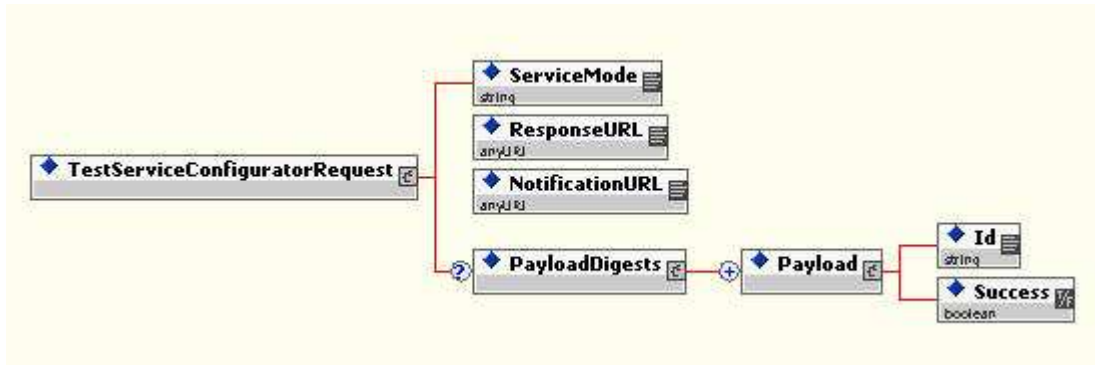 ServiceMode
string
ResponseURL
anyURI
TestServiceConfiguratorRequest
NotificationURL
anyURI
? PayloadDigests
+ Payload
Id
string
Success T/F
boolean